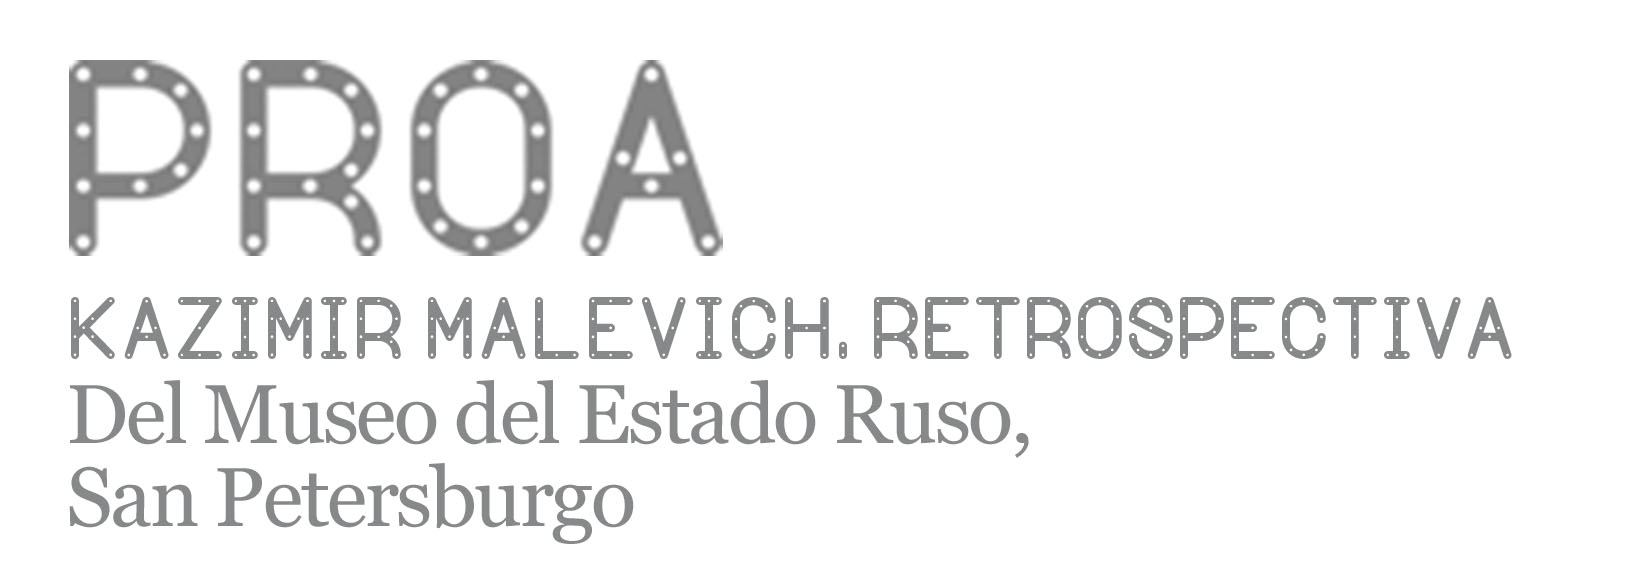 PROA
KAZIMIR MALEVICH. RETROSPECTIVA
Del Museo del Estado Ruso,
San Petersburgo